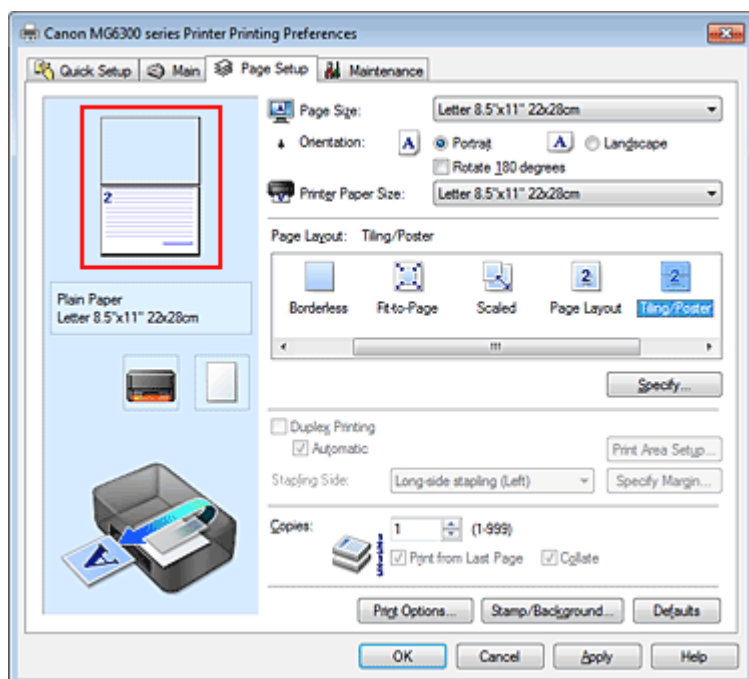 Canon MG6300 series Printer Printing Preferences
Quick Setup Main Page Setup Maintenance
Page Size: Letter 8.5"x11" 22x28cm
Orientation: A Portrait A Landscape
Rotate 180 degrees
Printer Paper Size: Letter 8.5"x11" 22x28cm
2
Page Layout: Tiling/Poster
2 2
Borderless Fit-to-Page Scaled Page Layout Tiling/Poster
Plain Paper
Letter 8.5"x11" 22x28cm
Specify...
Duplex Printing
Automatic Print Area Setup...
Stapling Side: Long-side stapling (Left) Specify Margin...
Copies: 1 (1-999)
Print from Last Page Collate
A
Print Options... Stamp/Background... Defaults
OK Cancel Apply Help